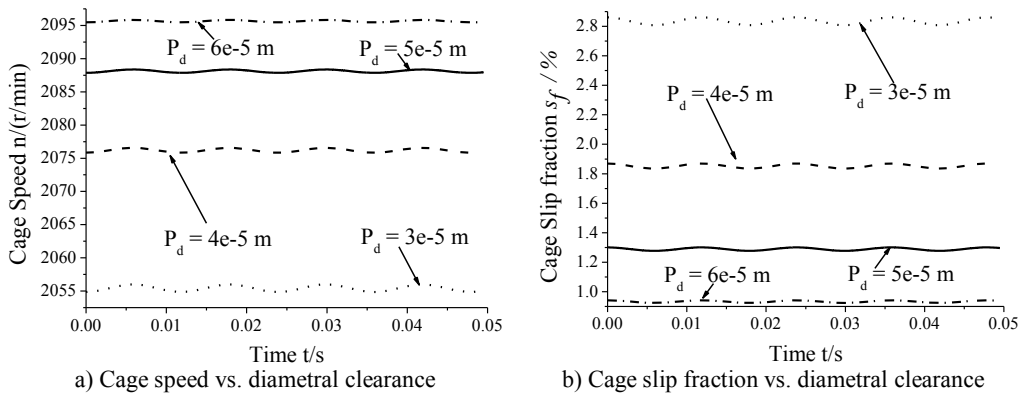 Cage Speed n/(r/min)
2095
2090
2085
2080
2075
2070
2065
2060
2055
P_d = 6e-5 m
P_d = 5e-5 m
P_d = 4e-5 m
P_d = 3e-5 m
0.00 0.01 0.02 0.03 0.04 0.05
Time t/s
a) Cage speed vs. diametral clearance
Cage Slip fraction s_f / %
2.8
2.6
2.4
2.2
2.0
1.8
1.6
1.4
1.2
1.0
P_d = 3e-5 m
P_d = 4e-5 m
P_d = 6e-5 m
P_d = 5e-5 m
0.00 0.01 0.02 0.03 0.04 0.05
Time t/s
b) Cage slip fraction vs. diametral clearance